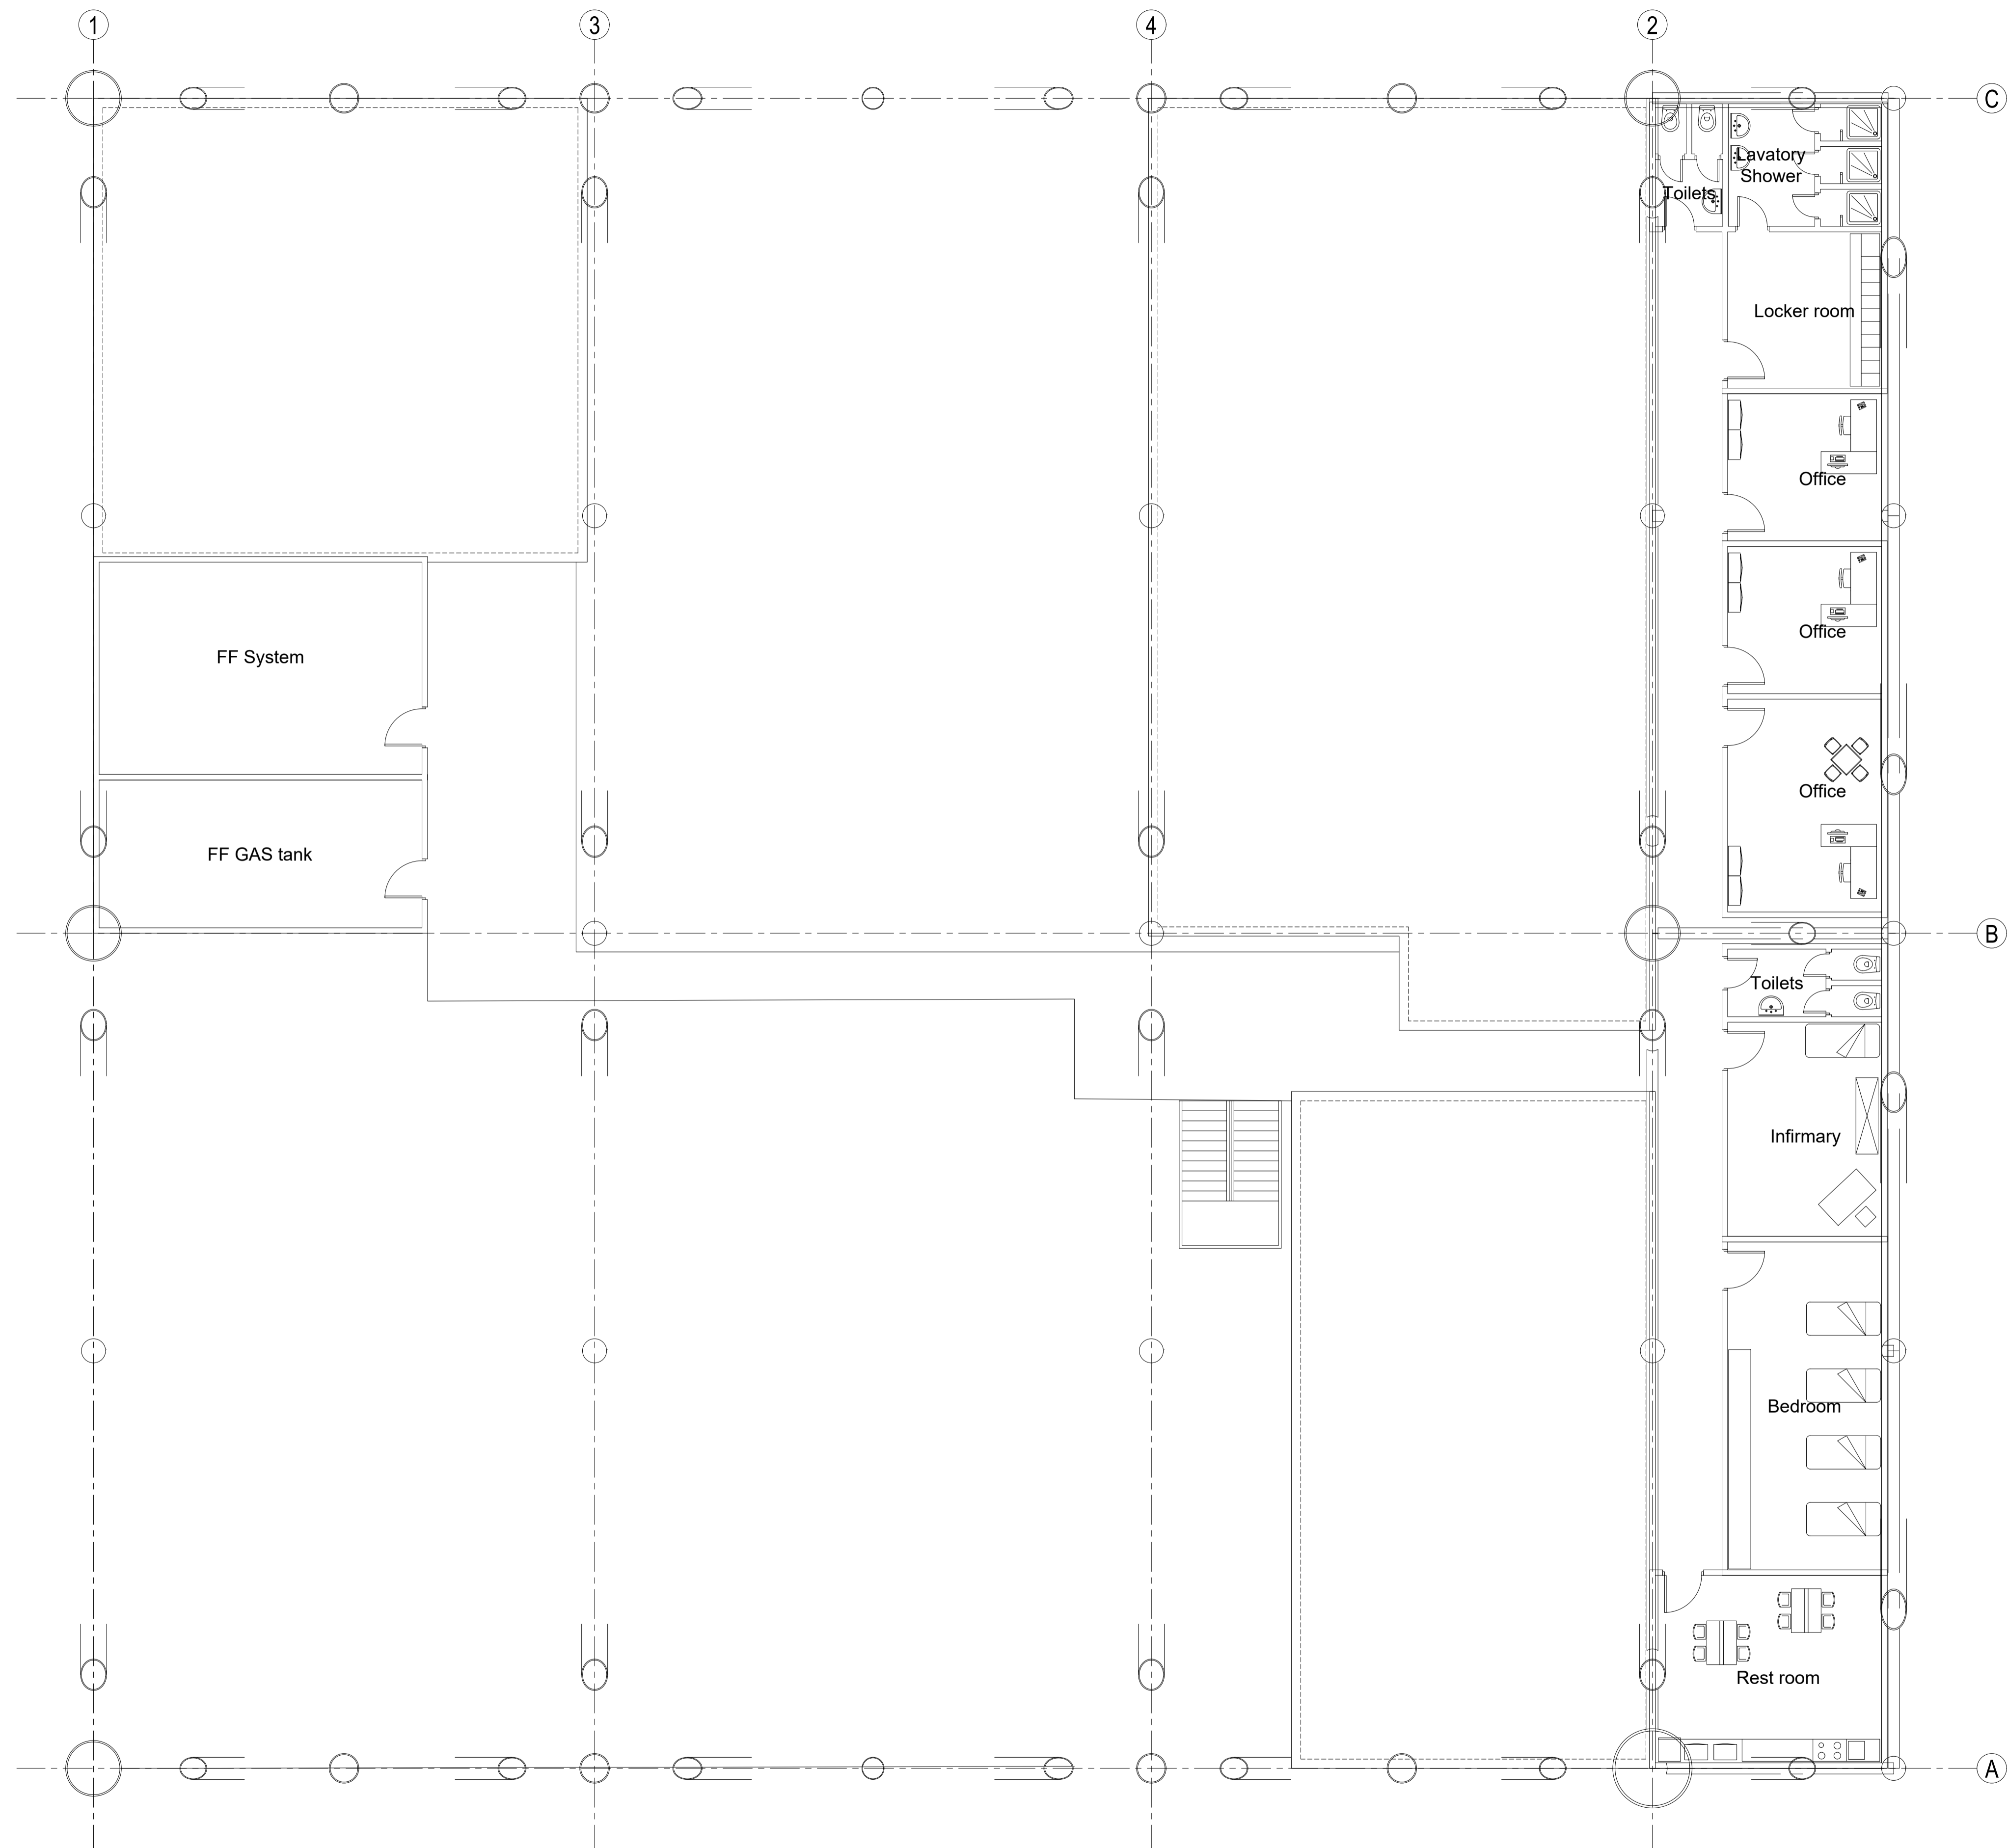 1
3
4
2
C
Lavatory
Shower
Toilets
Locker room
Office
Office
FF System
Office
FF GAS tank
B
Toilets
Infirmary
Bedroom
Rest room
A